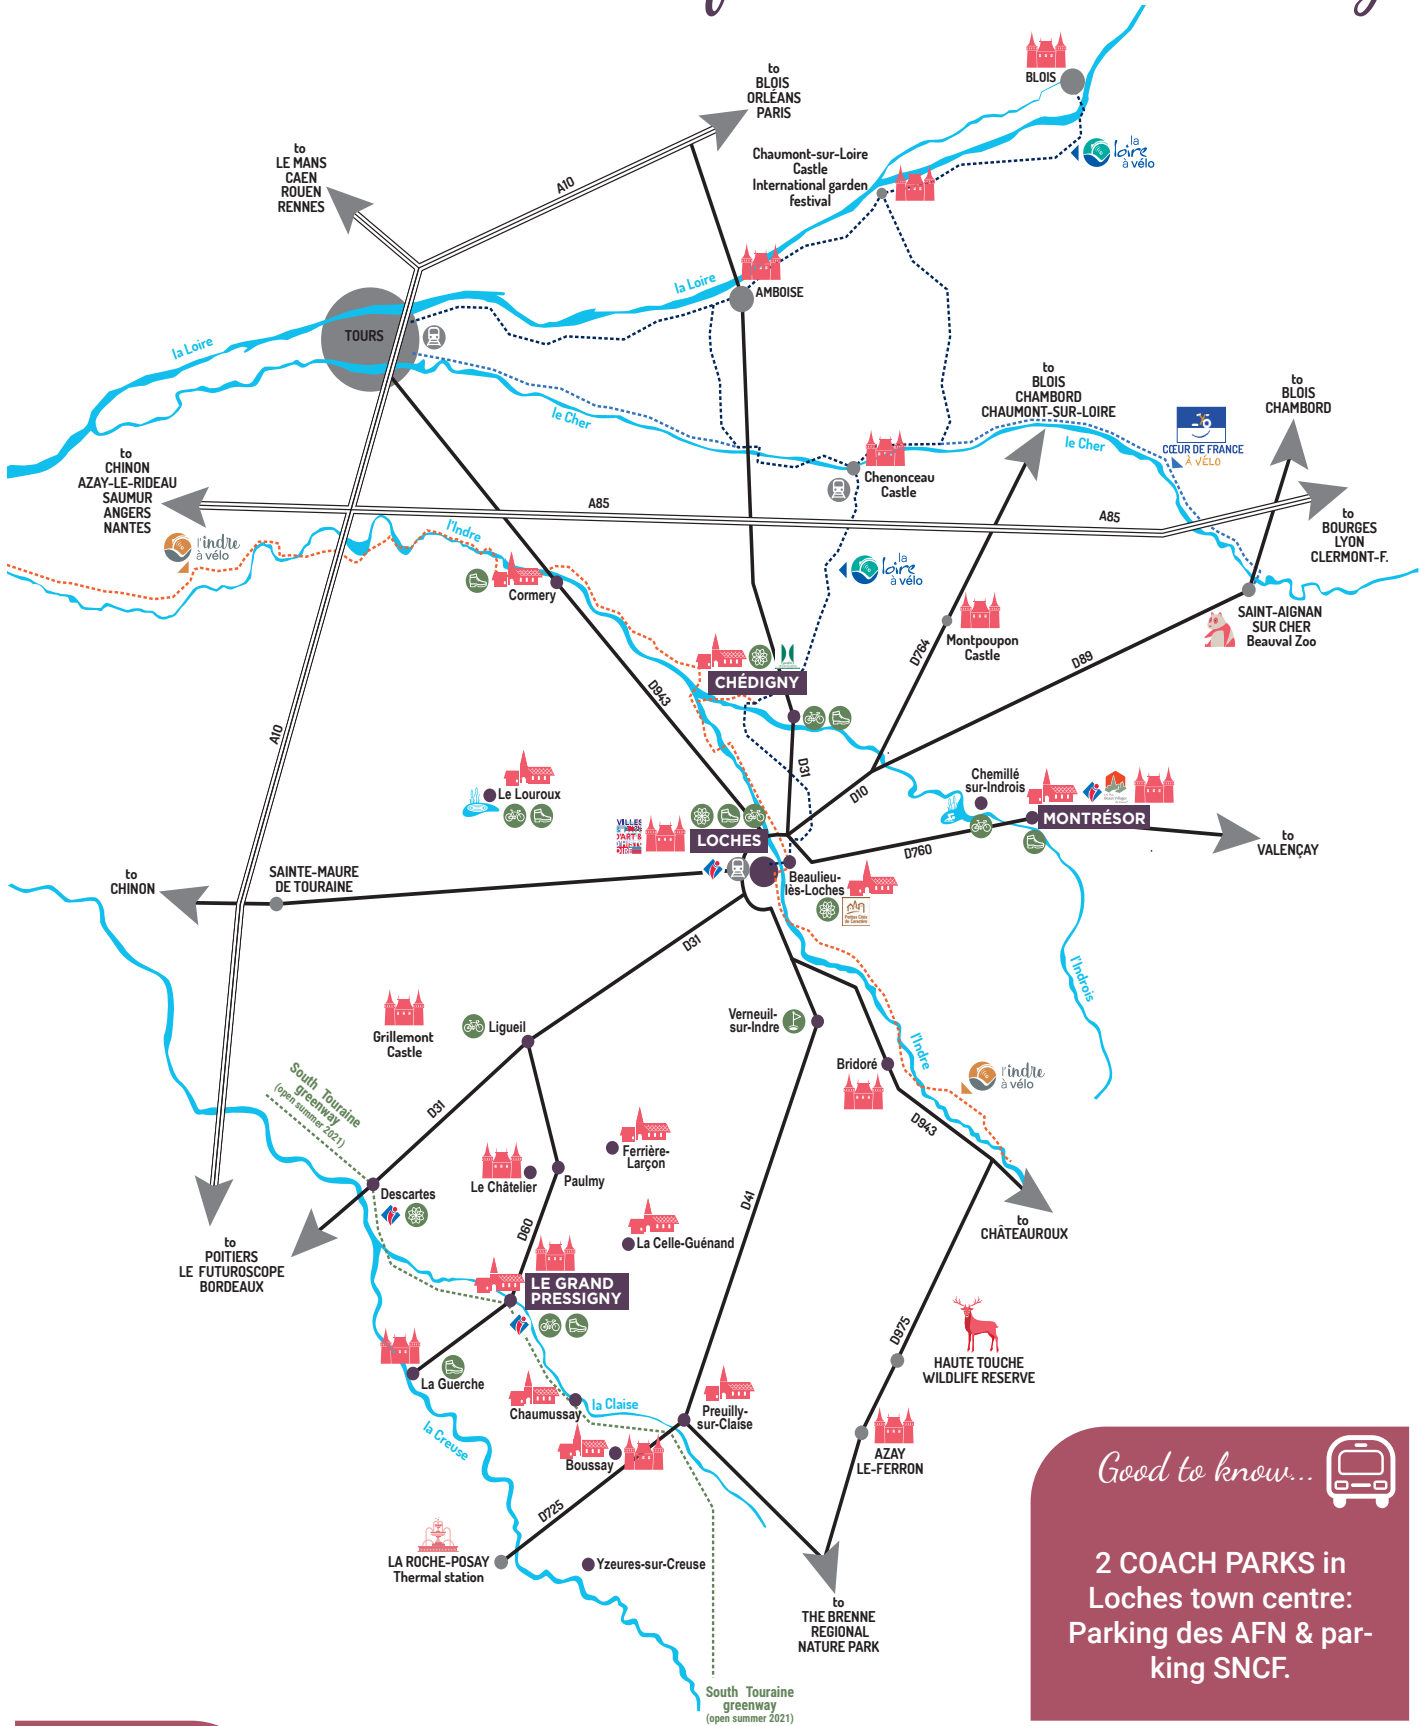 to
BLOIS
ORLÉANS
PARIS
BLOIS
la
loire
à vélo
to
LE MANS
CAEN
ROUEN
RENNES
A10
Chaumont-sur-Loire
Castle
International garden
festival
la Loire
AMBOISE
TOURS
la Loire
le Cher
to
BLOIS
CHAMBORD
CHAUMONT-SUR-LOIRE
to
BLOIS
CHAMBORD
le Cher
CŒUR DE FRANCE
À VÉLO
to
CHINON
AZAY-LE-RIDEAU
SAUMUR
ANGERS
NANTES
Chenonceau
Castle
A85
A85
to
BOURGES
LYON
CLERMONT-F.
l'indre
à vélo
l'Indre
Cormery
la
loire
à vélo
Montpoupon
Castle
SAINT-AIGNAN
SUR CHER
Beauval Zoo
D764
D89
CHÉDIGNY
D943
A10
D31
D10
Le Louroux
Chemillé
sur-Indrois
MONTRÉSOR
VILLES
D'ART &
D'HISTO
IRE
LOCHES
D760
to
VALENÇAY
to
CHINON
SAINTE-MAURE
DE TOURAINE
Beaulieu-
lès-Loches
Petites Cités
de Caractère
D31
l'Indrois
Grillemont
Castle
Ligueil
Verneuil-
sur-Indre
l'Indre
Bridoré
l'indre
à vélo
South Touraine
greenway
(open summer 2021)
D31
D943
Ferrière-
Larçon
Le Châtelier
Paulmy
Descartes
D41
D60
La Celle-Guénand
to
CHÂTEAUROUX
to
POITIERS
LE FUTUROSCOPE
BORDEAUX
LE GRAND
PRESSIGNY
D975
HAUTE TOUCHE
WILDLIFE RESERVE
La Guerche
Chaumussay
la Claise
Preuilly-
sur-Claise
la Creuse
Boussay
AZAY
LE-FERRON
D725
LA ROCHE-POSAY
Thermal station
Yzeures-sur-Creuse
to
THE BRENNE
REGIONAL
NATURE PARK
South Touraine
greenway
(open summer 2021)
Good to know...
2 COACH PARKS in
Loches town centre:
Parking des AFN & par-
king SNCF.